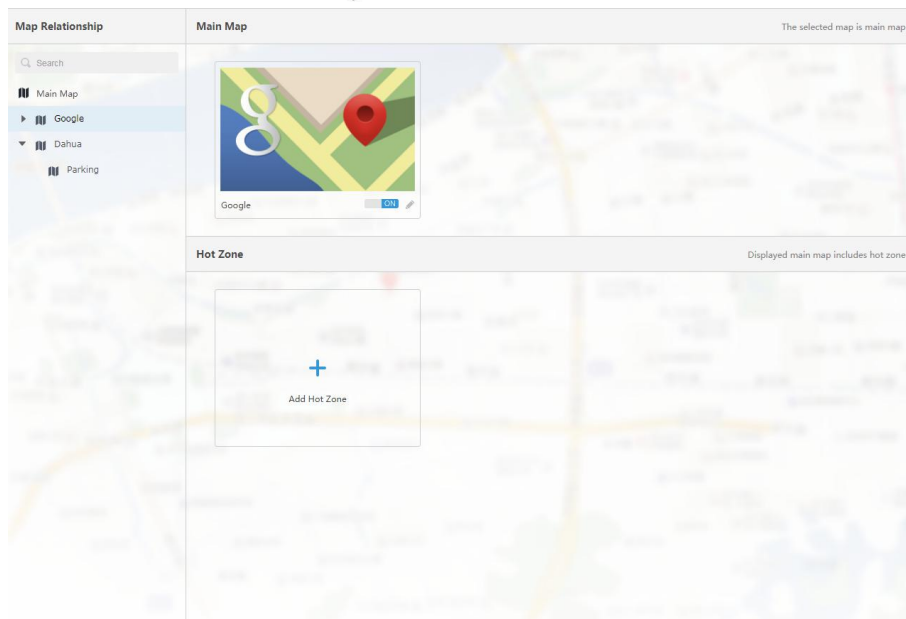 Map Relationship
Main Map
The selected map is main map
Search
Main Map
Google
Dahua
Parking
g
Google
ON
Hot Zone
Displayed main map includes hot zone
Add Hot Zone